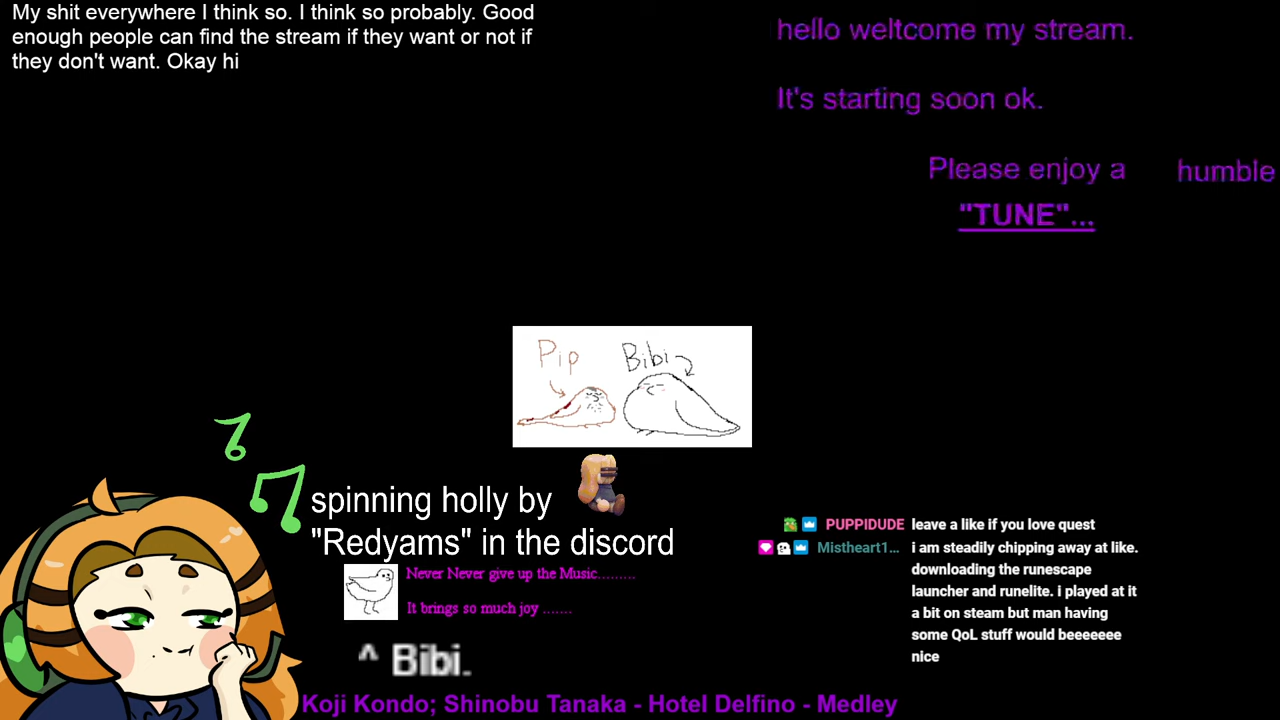 My shit everywhere I think so. I think so probably. Good
enough people can find the stream if they want or not if
they don't want. Okay hi
hello weltcome my stream.
It's starting soon ok.
Please enjoy a humble
"TUNE"...
Pip
Bibi
spinning holly by
"Redyams" in the discord
Never Never give up the Music.........
It brings so much joy .......
^ Bibi.
PUPPIDUDE leave a like if you love quest
Mistheart1... i am steadily chipping away at like.
downloading the runescape
launcher and runelite. i played at it
a bit on steam but man having
some QoL stuff would beeeeeee
nice
Koji Kondo; Shinobu Tanaka - Hotel Delfino - Medley